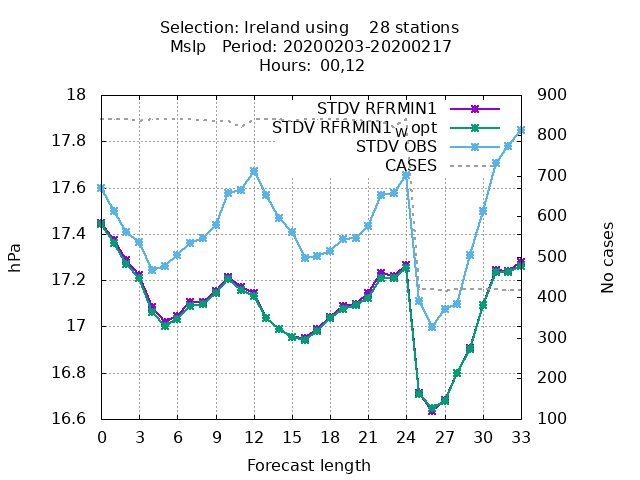 Selection: Ireland using    28 stations
Mslp   Period: 20200203-20200217
Hours:  00,12
18 900
STDV RFRMIN1
17.8 STDV RFRMIN1_w_opt 800
STDV OBS
17.6 CASES 700
600
17.4 500
hPa
17.2 No cases
400
17 300
16.8 200
16.6 100
0 3 6 9 12 15 18 21 24 27 30 33
Forecast length